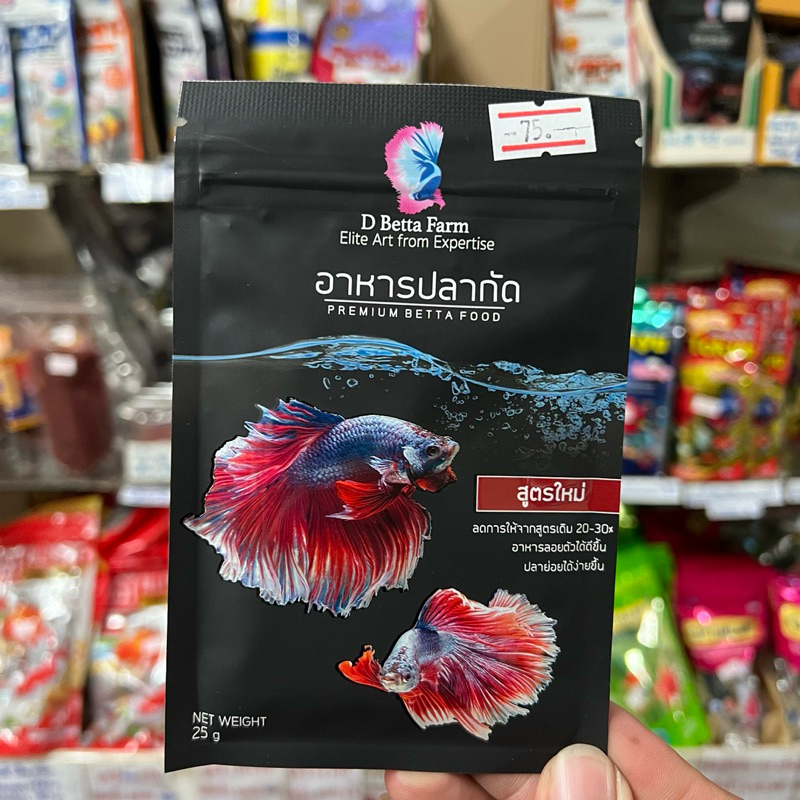 75.-
D Betta Farm
Elite Art from Expertise
อาหารปลากัด
PREMIUM BETTA FOOD
สูตรใหม่
ลดการให้จากสูตรเดิม 20-30%
อาหารลอยตัวได้ดีขึ้น
ปลาย่อยได้ง่ายขึ้น
NET WEIGHT
25 g